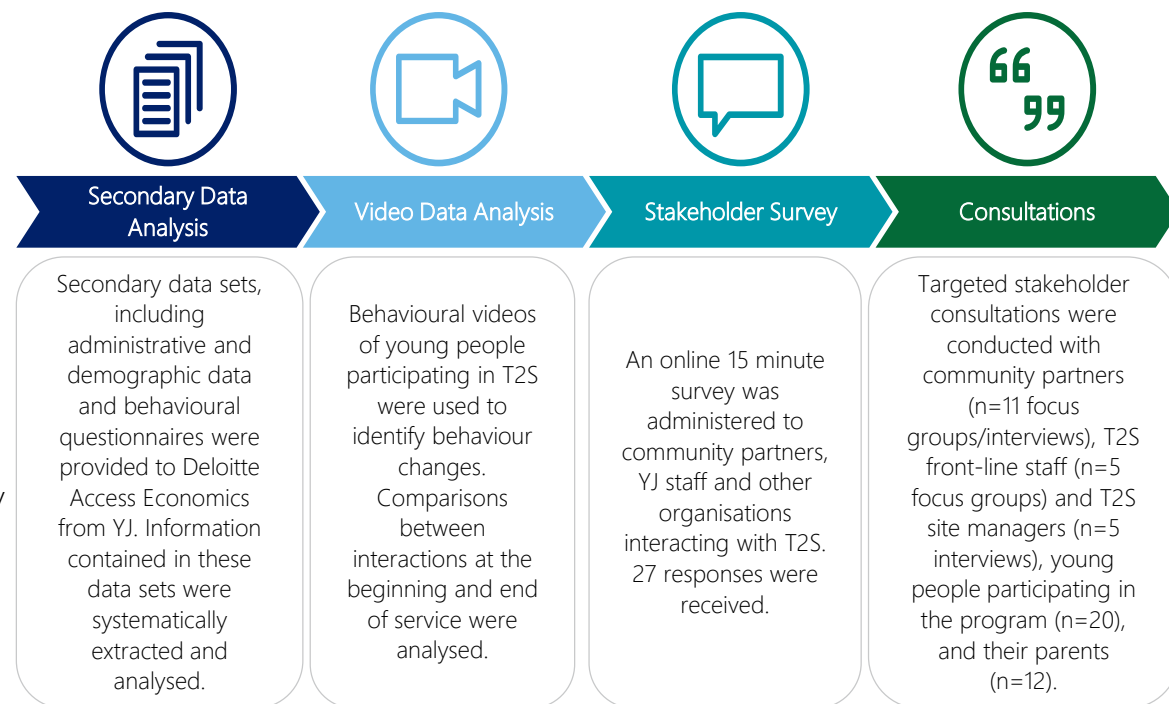 66
99
Secondary Data
Analysis
Video Data Analysis
Stakeholder Survey
Consultations
Secondary data sets,
including
administrative and
demographic data
and behavioural
questionnaires were
provided to Deloitte
Access Economics
from YJ. Information
contained in these
data sets were
systematically
extracted and
analysed.
Behavioural videos
of young people
participating in T2S
were used to
identify behaviour
changes.
Comparisons
between
interactions at the
beginning and end
of service were
analysed.
An online 15 minute
survey was
administered to
community partners,
YJ staff and other
organisations
interacting with T2S.
27 responses were
received.
Targeted stakeholder
consultations were
conducted with
community partners
(n=11 focus
groups/interviews), T2S
front-line staff (n=5
focus groups) and T2S
site managers (n=5
interviews), young
people participating in
the program (n=20),
and their parents
(n=12).